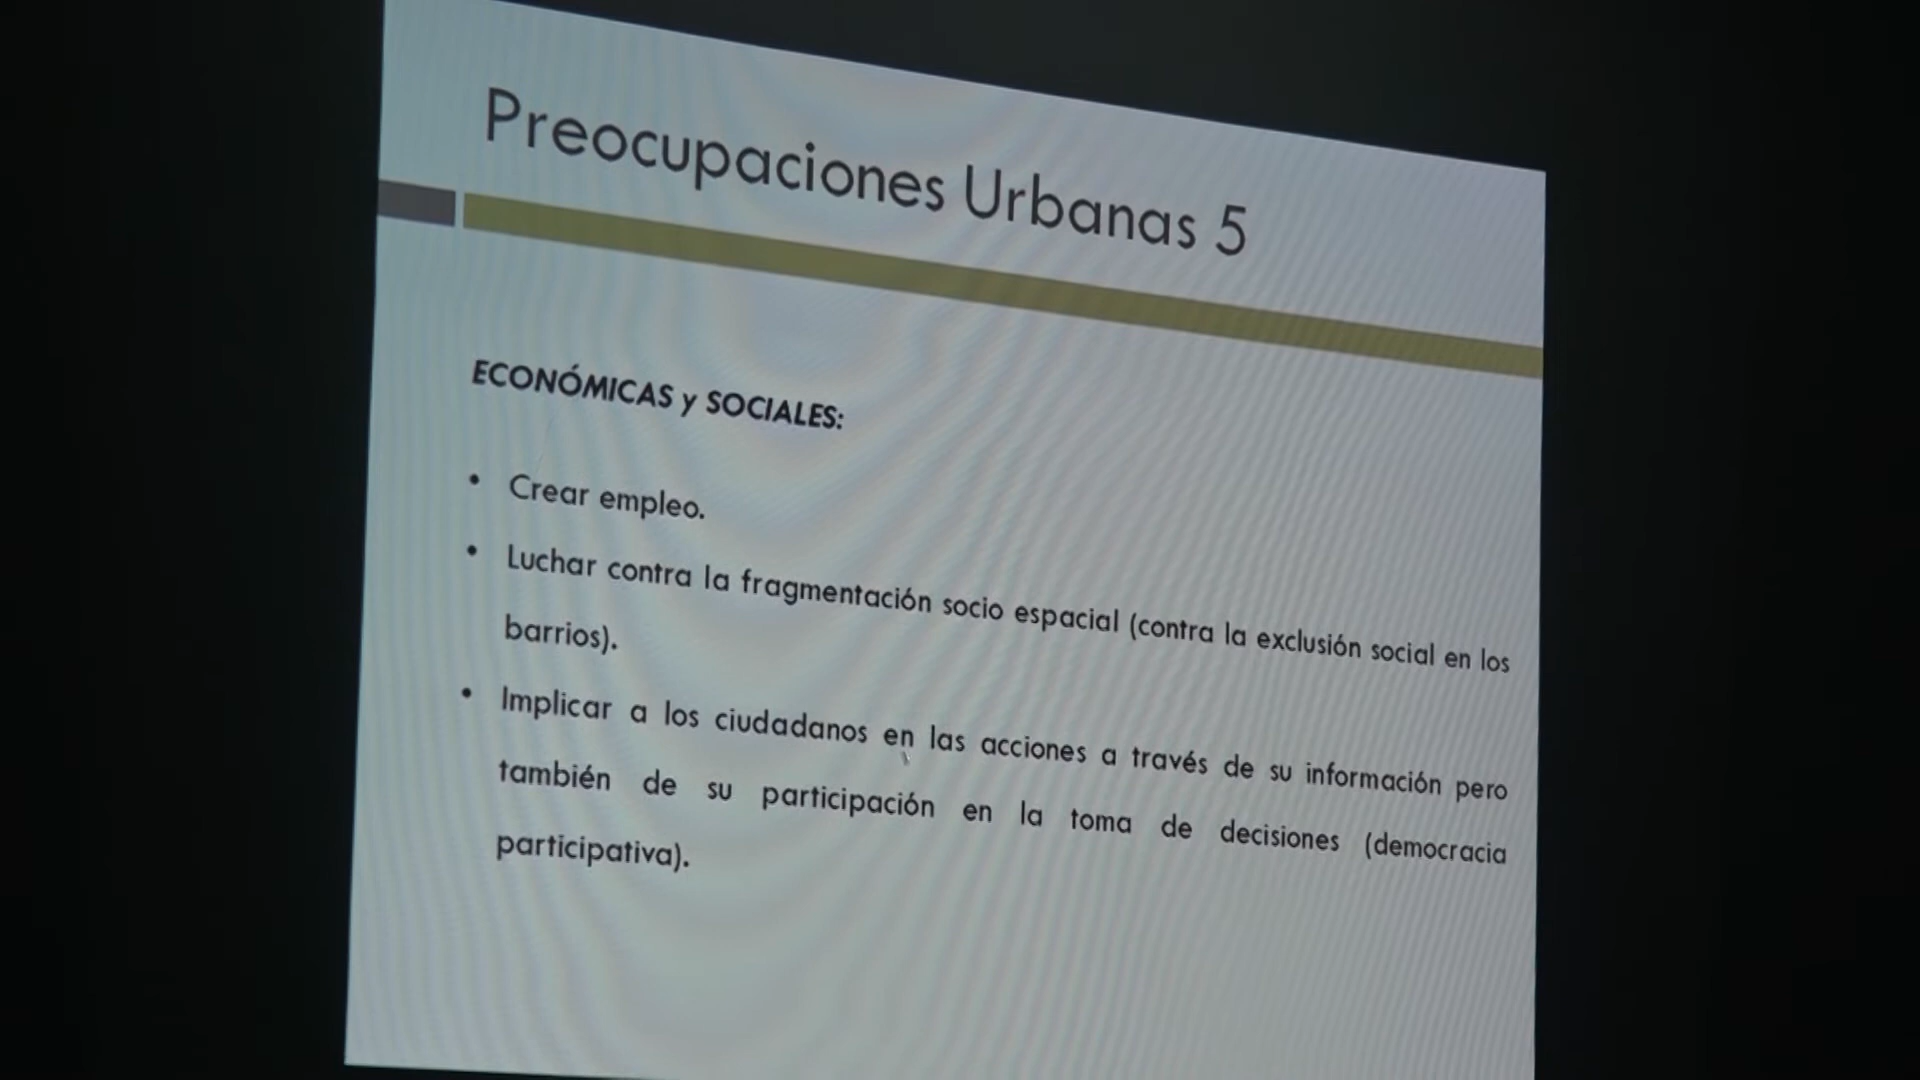 Preocupaciones Urbanas 5
ECONÓMICAS y SOCIALES:
• Crear empleo.
• Luchar contra la fragmentación socio espacial (contra la exclusión social en los
barrios).
• Implicar a los ciudadanos en las acciones a través de su información pero
también de su participación en la toma de decisiones (democracia
participativa).